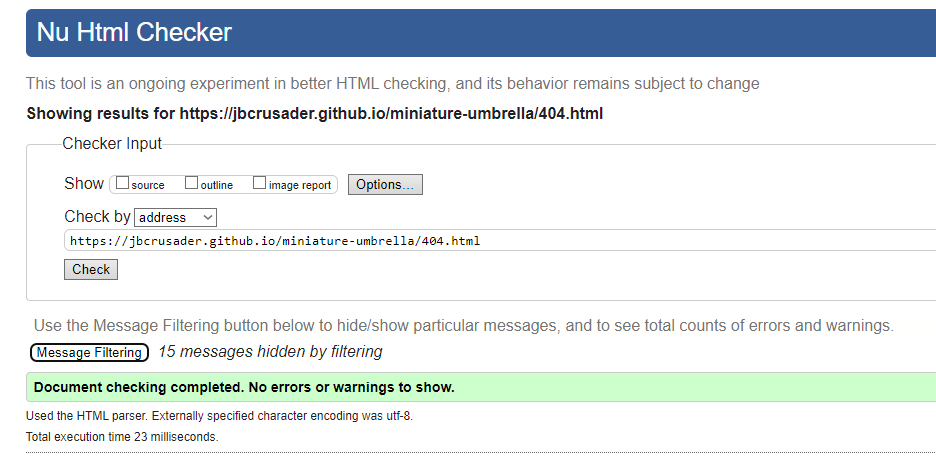 Nu Html Checker
This tool is an ongoing experiment in better HTML checking, and its behavior remains subject to change
Showing results for https://jbcrusader.github.io/miniature-umbrella/404.html
Checker Input
Show source outline image report Options...
Check by address
https://jbcrusader.github.io/miniature-umbrella/404.html
Check
Use the Message Filtering button below to hide/show particular messages, and to see total counts of errors and warnings.
Message Filtering 15 messages hidden by filtering
Document checking completed. No errors or warnings to show.
Used the HTML parser. Externally specified character encoding was utf-8.
Total execution time 23 milliseconds.